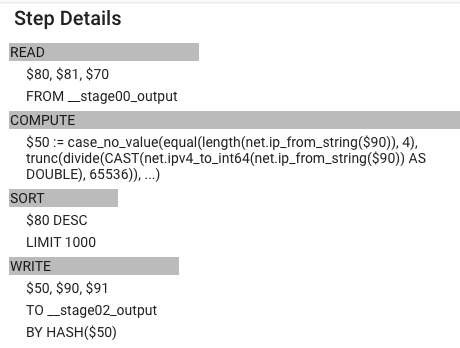 Step Details
READ
$80, $81, $70
FROM __stage00_output
COMPUTE
$50 := case_no_value(equal(length(net.ip_from_string($90)), 4),
trunc(divide(CAST(net.ipv4_to_int64(net.ip_from_string($90)) AS
DOUBLE), 65536)), ...)
SORT
$80 DESC
LIMIT 1000
WRITE
$50, $90, $91
TO __stage02_output
BY HASH($50)